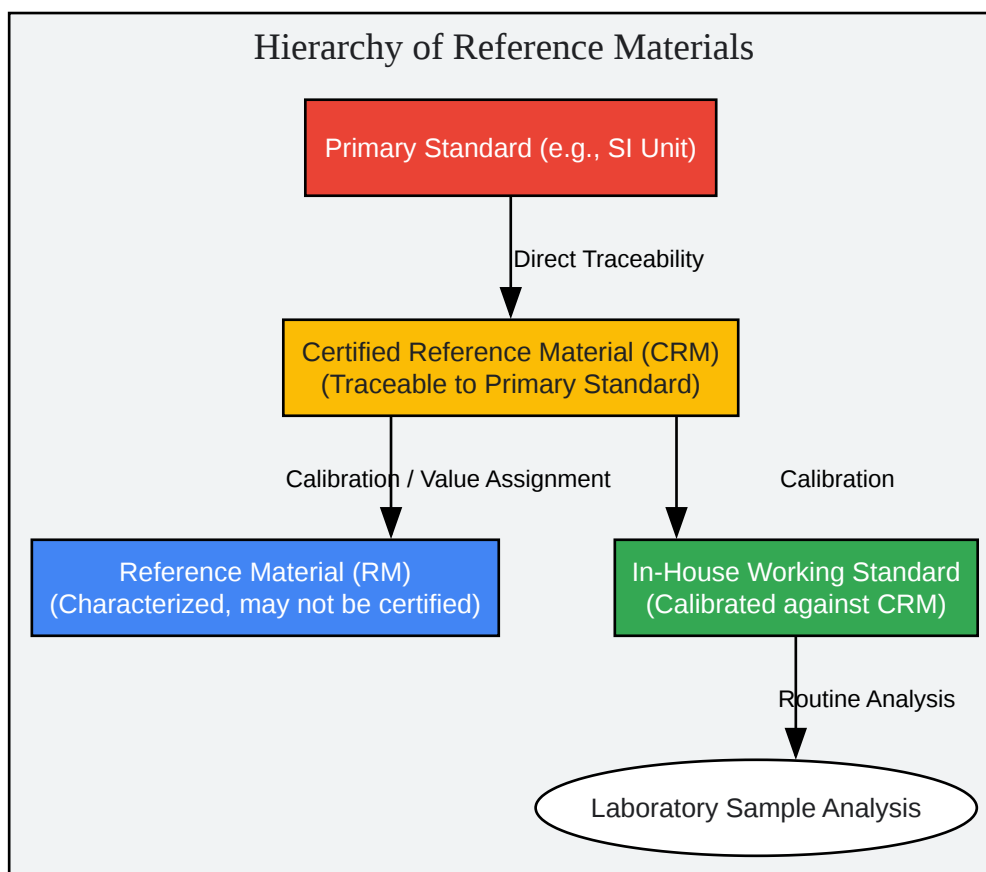 Hierarchy of Reference Materials
Primary Standard (e.g., SI Unit)
Direct Traceability
Certified Reference Material (CRM)
(Traceable to Primary Standard)
Calibration / Value Assignment
Calibration
Reference Material (RM)
(Characterized, may not be certified)
In-House Working Standard
(Calibrated against CRM)
Routine Analysis
Laboratory Sample Analysis